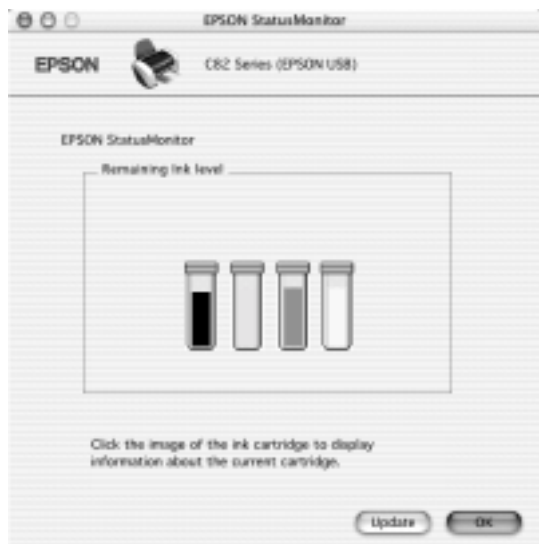 EPSON StatusMonitor
EPSON
C82 Series (EPSON USB)
EPSON StatusMonitor
Remaining Ink level
Click the image of the ink cartridge to display
information about the current cartridge.
Update
OK